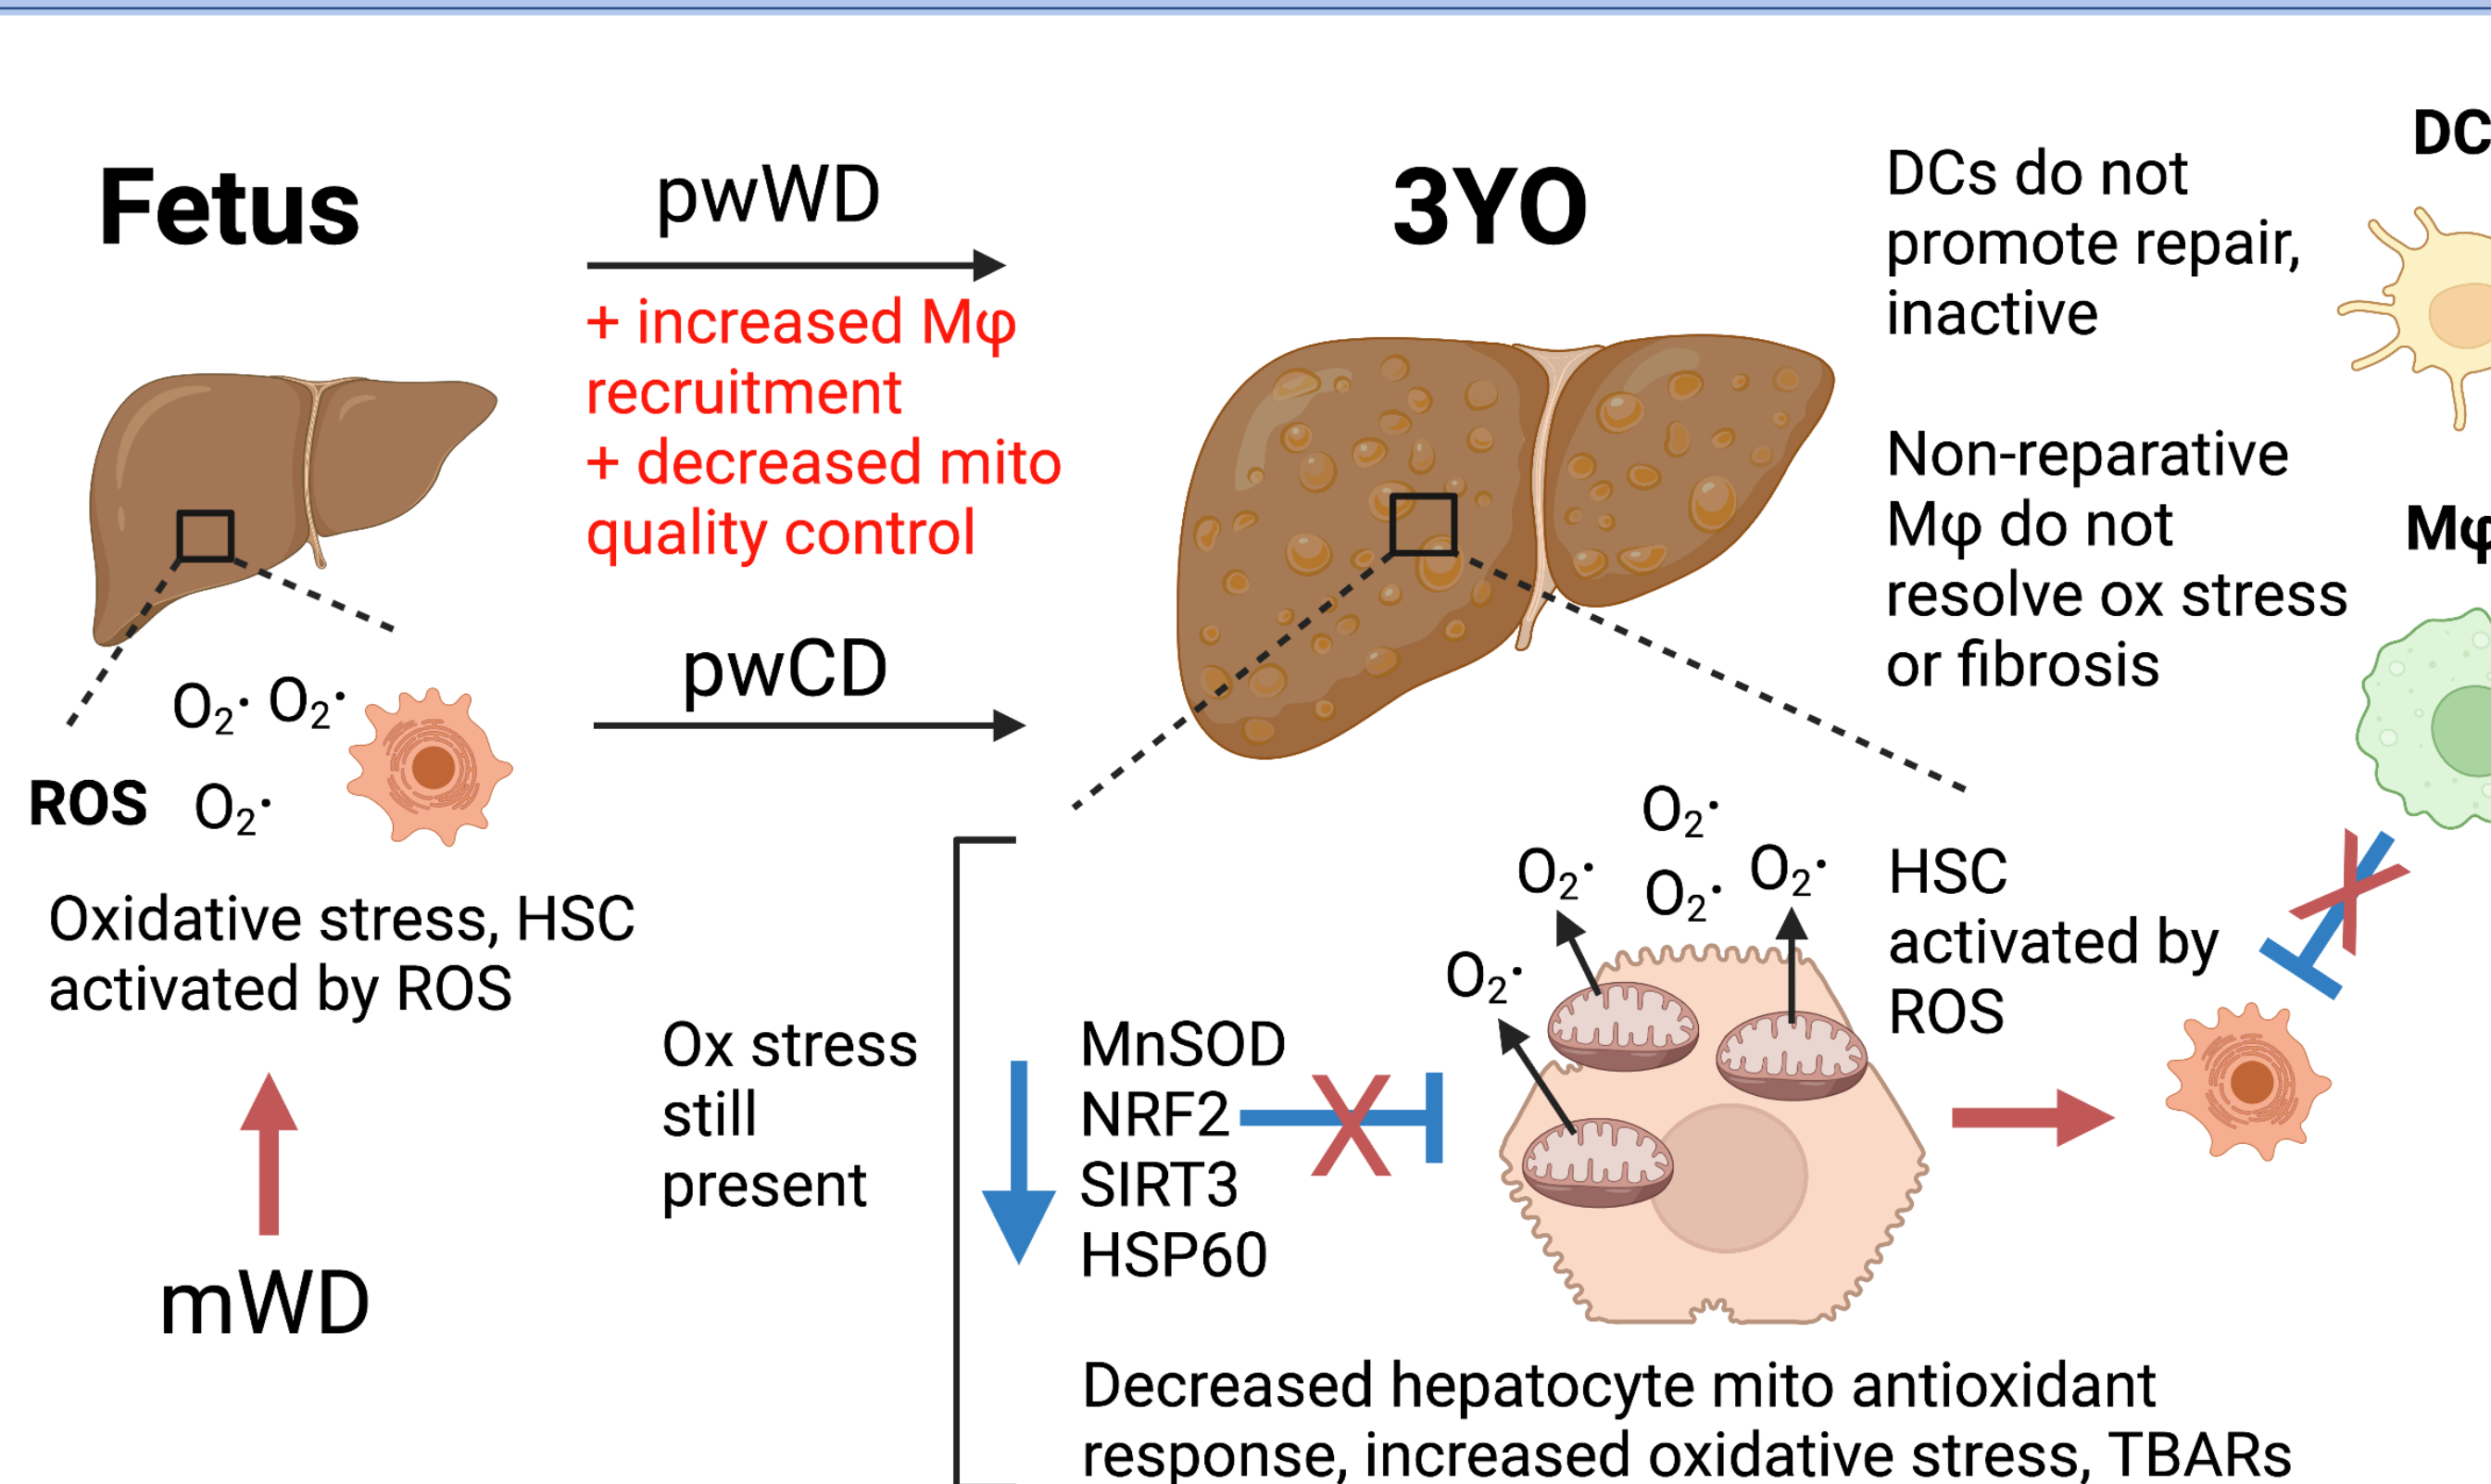 Fetus
pwWD
+ increased Mφ
recruitment
+ decreased mito
quality control
pwCD
3YO
DCs do not
promote repair,
inactive
DC
Non-reparative
Mφ do not
resolve ox stress
or fibrosis
Mφ
O₂· O₂·
ROS O₂·
Oxidative stress, HSC
activated by ROS
mWD
Ox stress
still
present
MnSOD
NRF2
SIRT3
HSP60
O₂·
O₂·
O₂·
O₂·
O₂·
HSC
activated by
ROS
Decreased hepatocyte mito antioxidant
response, increased oxidative stress, TBARs